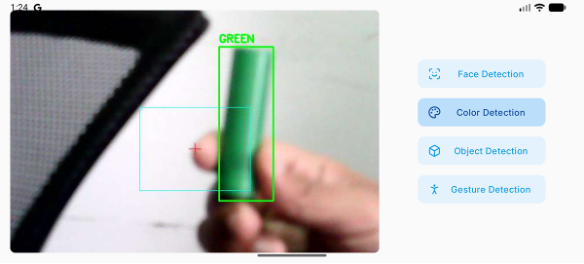 1:24 G
GREEN
Face Detection
Color Detection
Object Detection
Gesture Detection